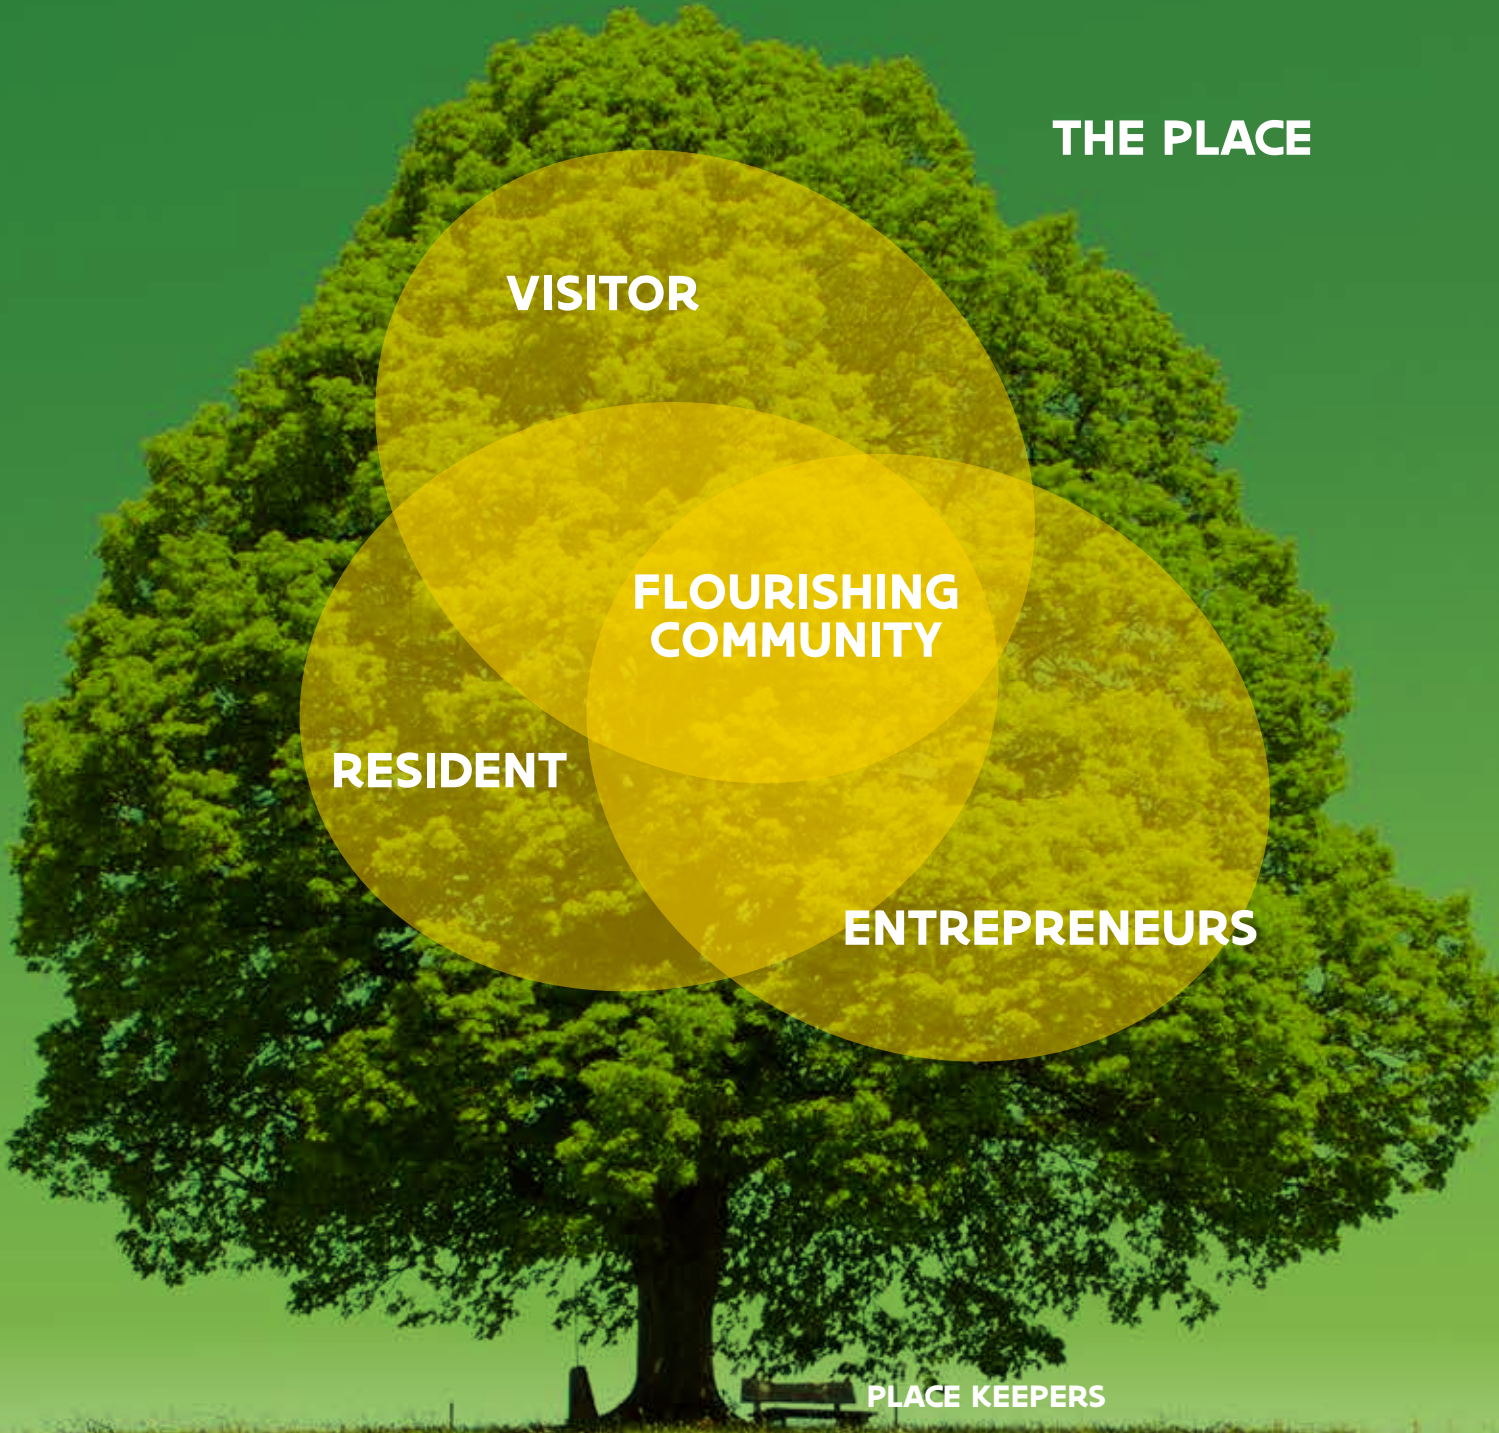 THE PLACE
VISITOR
FLOURISHING
COMMUNITY
RESIDENT
ENTREPRENEURS
PLACE KEEPERS